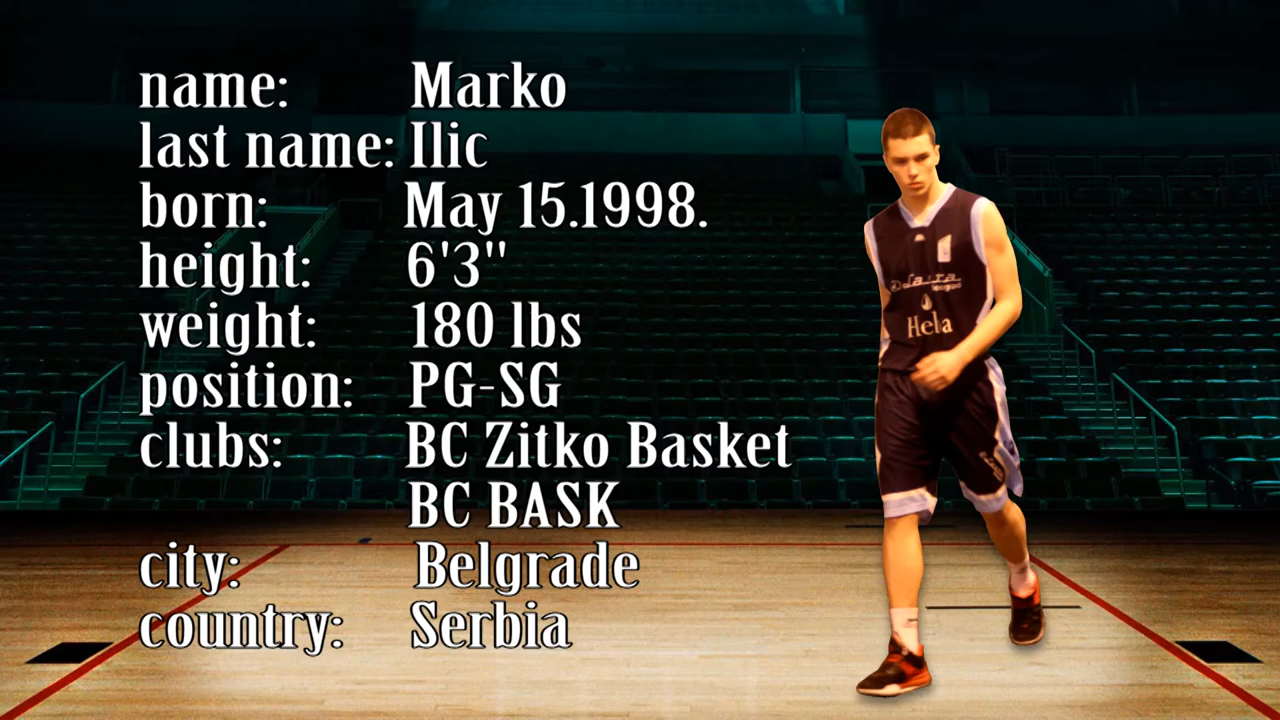 name: Marko
last name: Ilic
born: May 15.1998.
height: 6'3"
weight: 180 lbs
position: PG-SG
clubs: BC Zitko Basket
BC BASK
city: Belgrade
country: Serbia
Hela